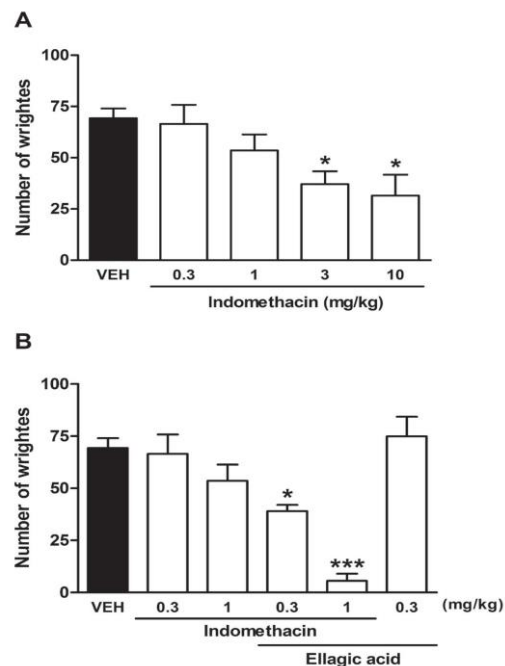 A
100
75
50
25
0
Number of wrightes
* *
VEH 0.3 1 3 10
Indomethacin (mg/kg)
B
100
75
50
25
0
Number of wrightes
*
***
VEH 0.3 1 0.3 1 0.3 (mg/kg)
Indomethacin
Ellagic acid